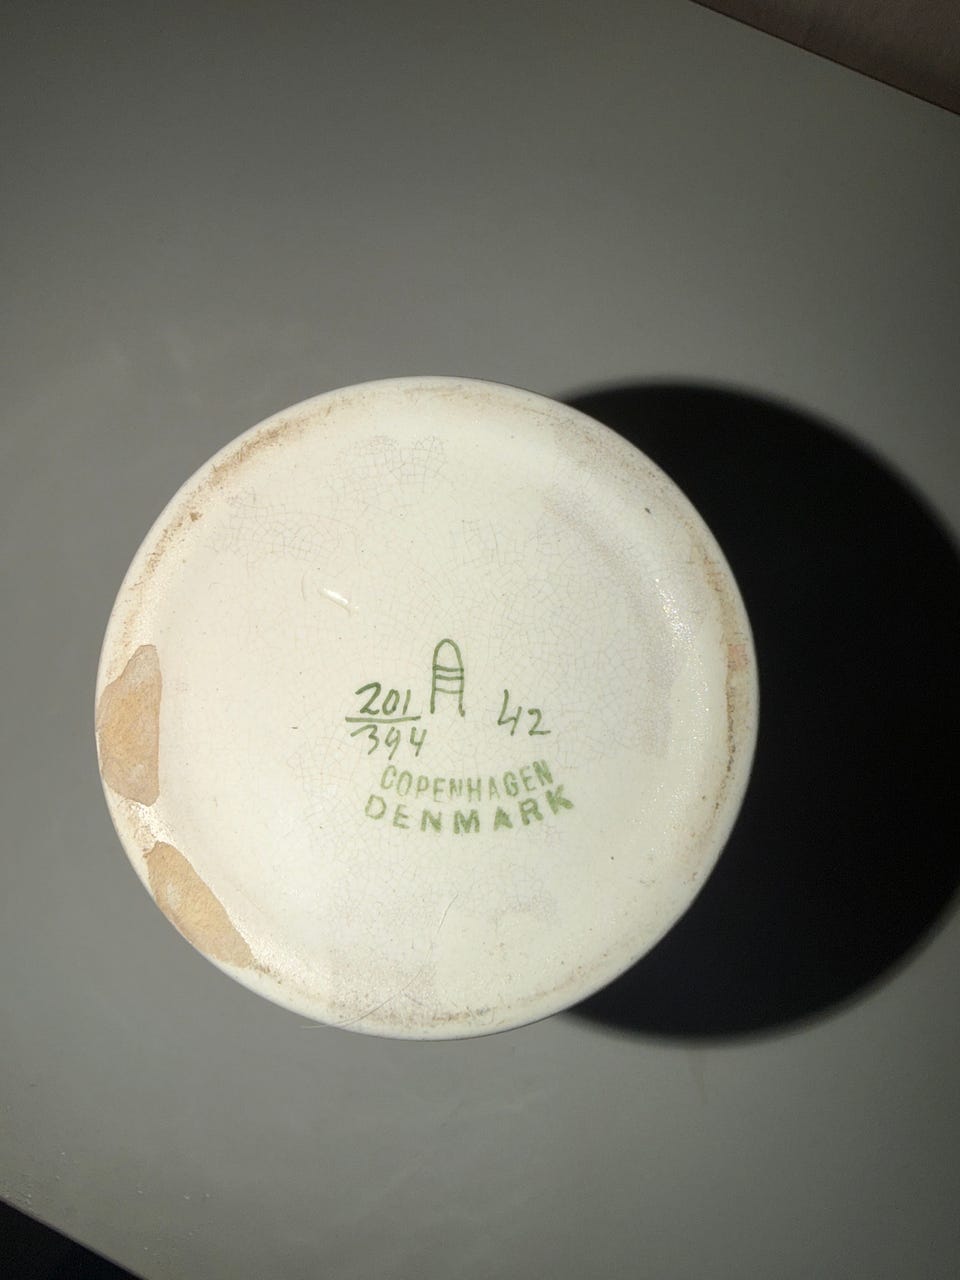 201 A 42
394
COPENHAGEN
DENMARK